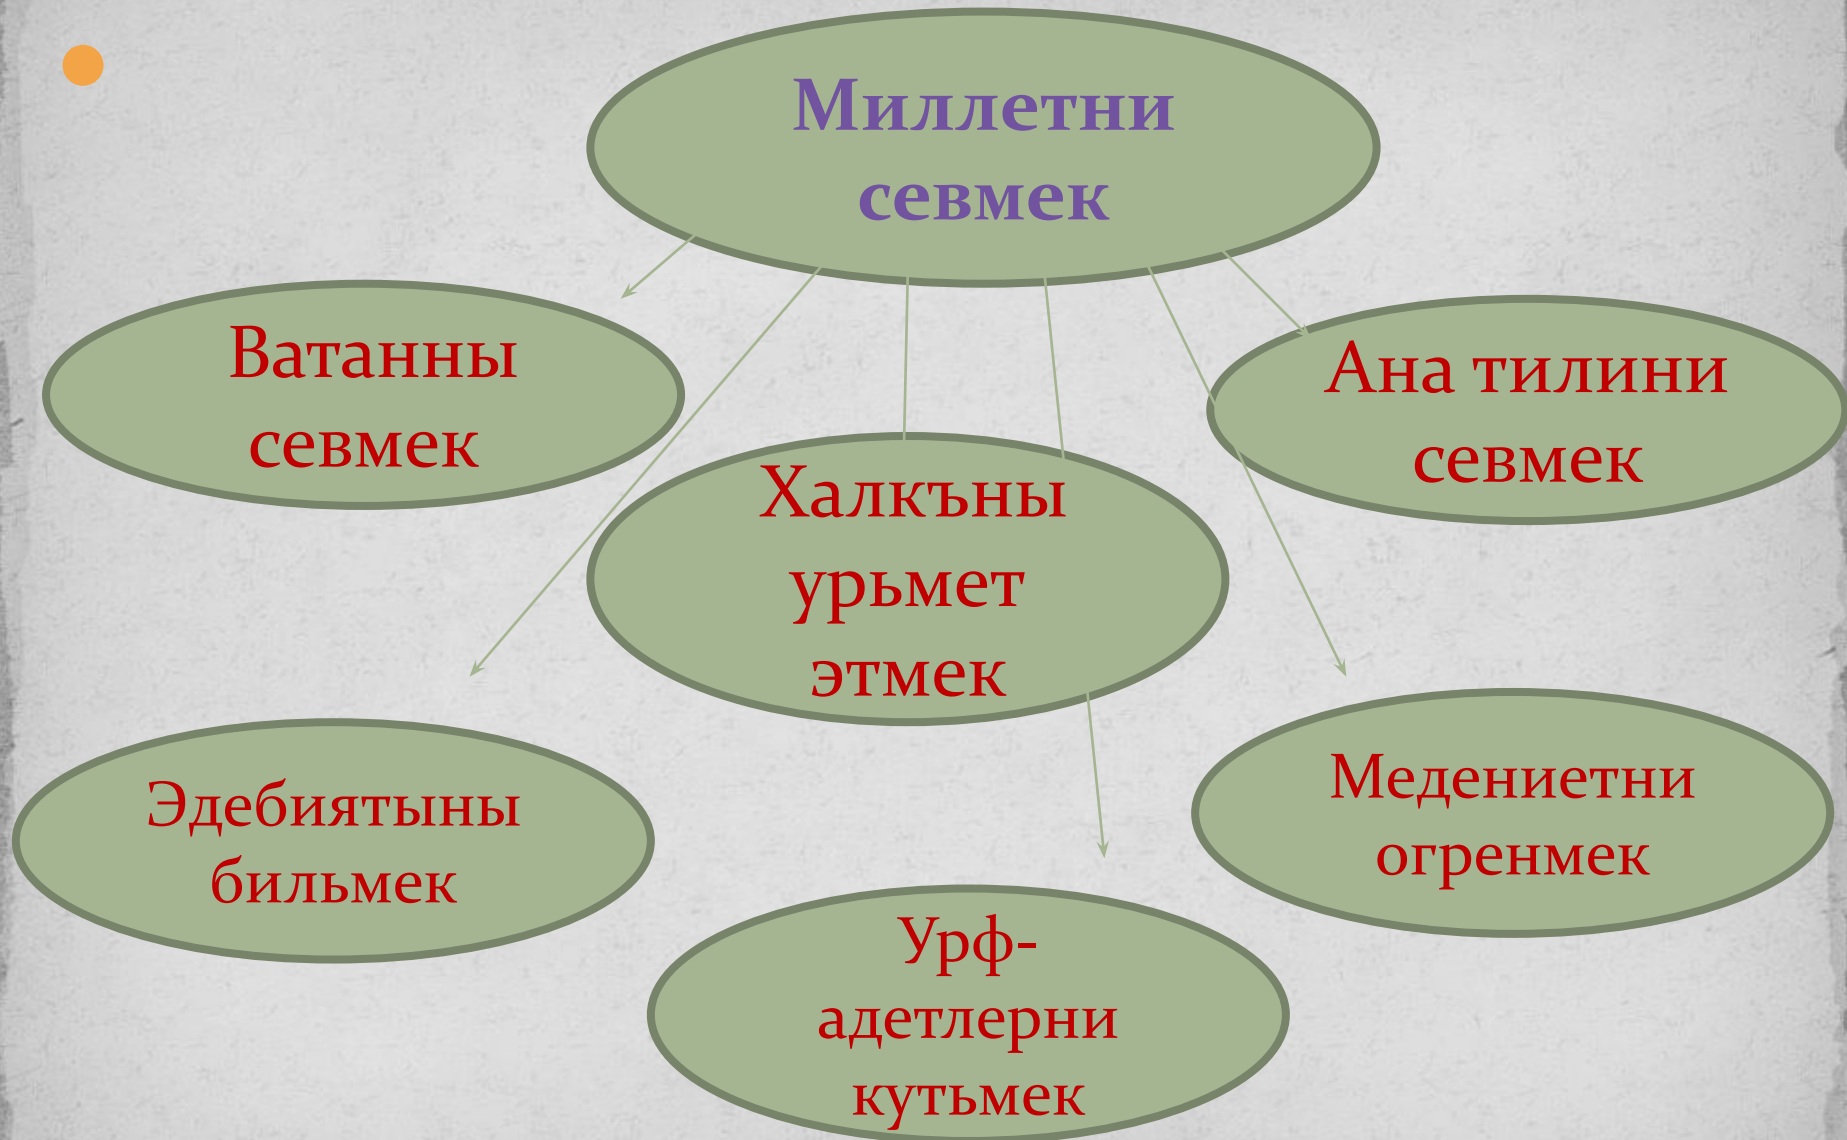 Миллетни
севмек
Ватанны
севмек
Ана тилини
севмек
Халкъны
урьмет
этмек
Эдебиятыны
бильмек
Медениетни
огренмек
Урф-
адетлерни
кутьмек